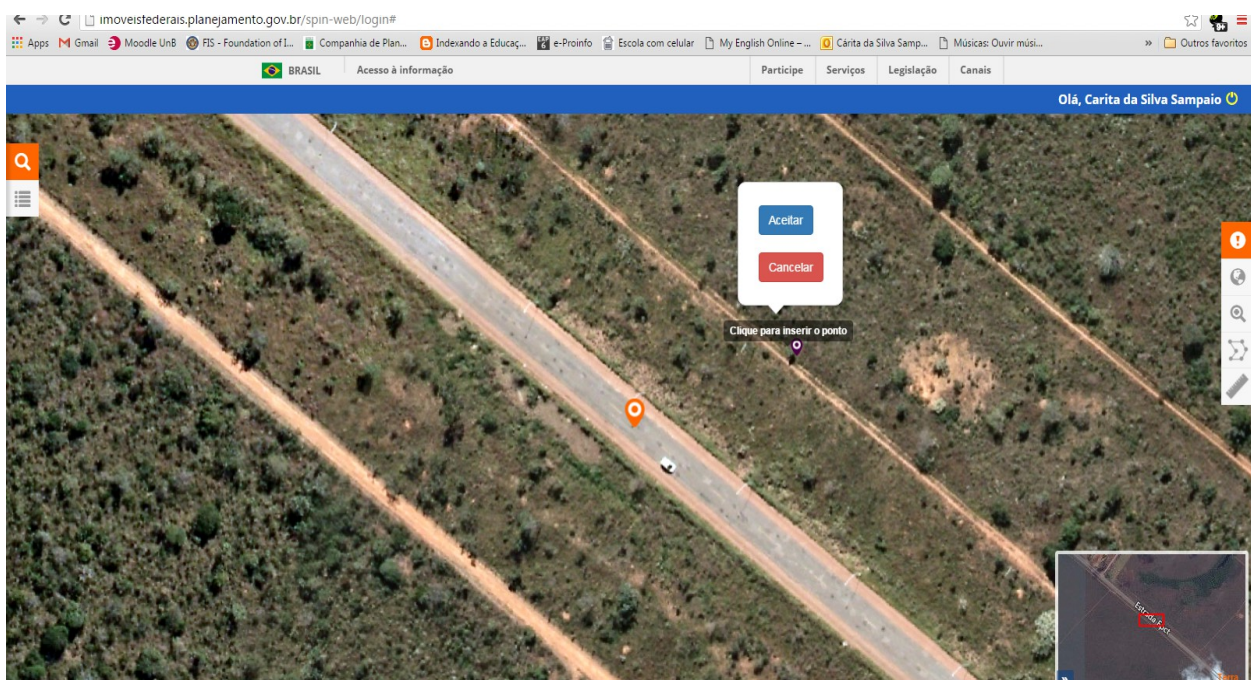 imoveisfederais.planejamento.gov.br/spin-web/login#
Apps Gmail Moodle UnB FIS - Foundation of I... Companhia de Plan... Indexando a Educaç... e-Proinfo Escola com celular My English Online – ... Cárita da Silva Samp... Músicas: Ouvir músi... » Outros favoritos
BRASIL Acesso à informação Participe Serviços Legislação Canais
Olá, Carita da Silva Sampaio
Aceitar
Cancelar
Clique para inserir o ponto
Estrada Epct
»